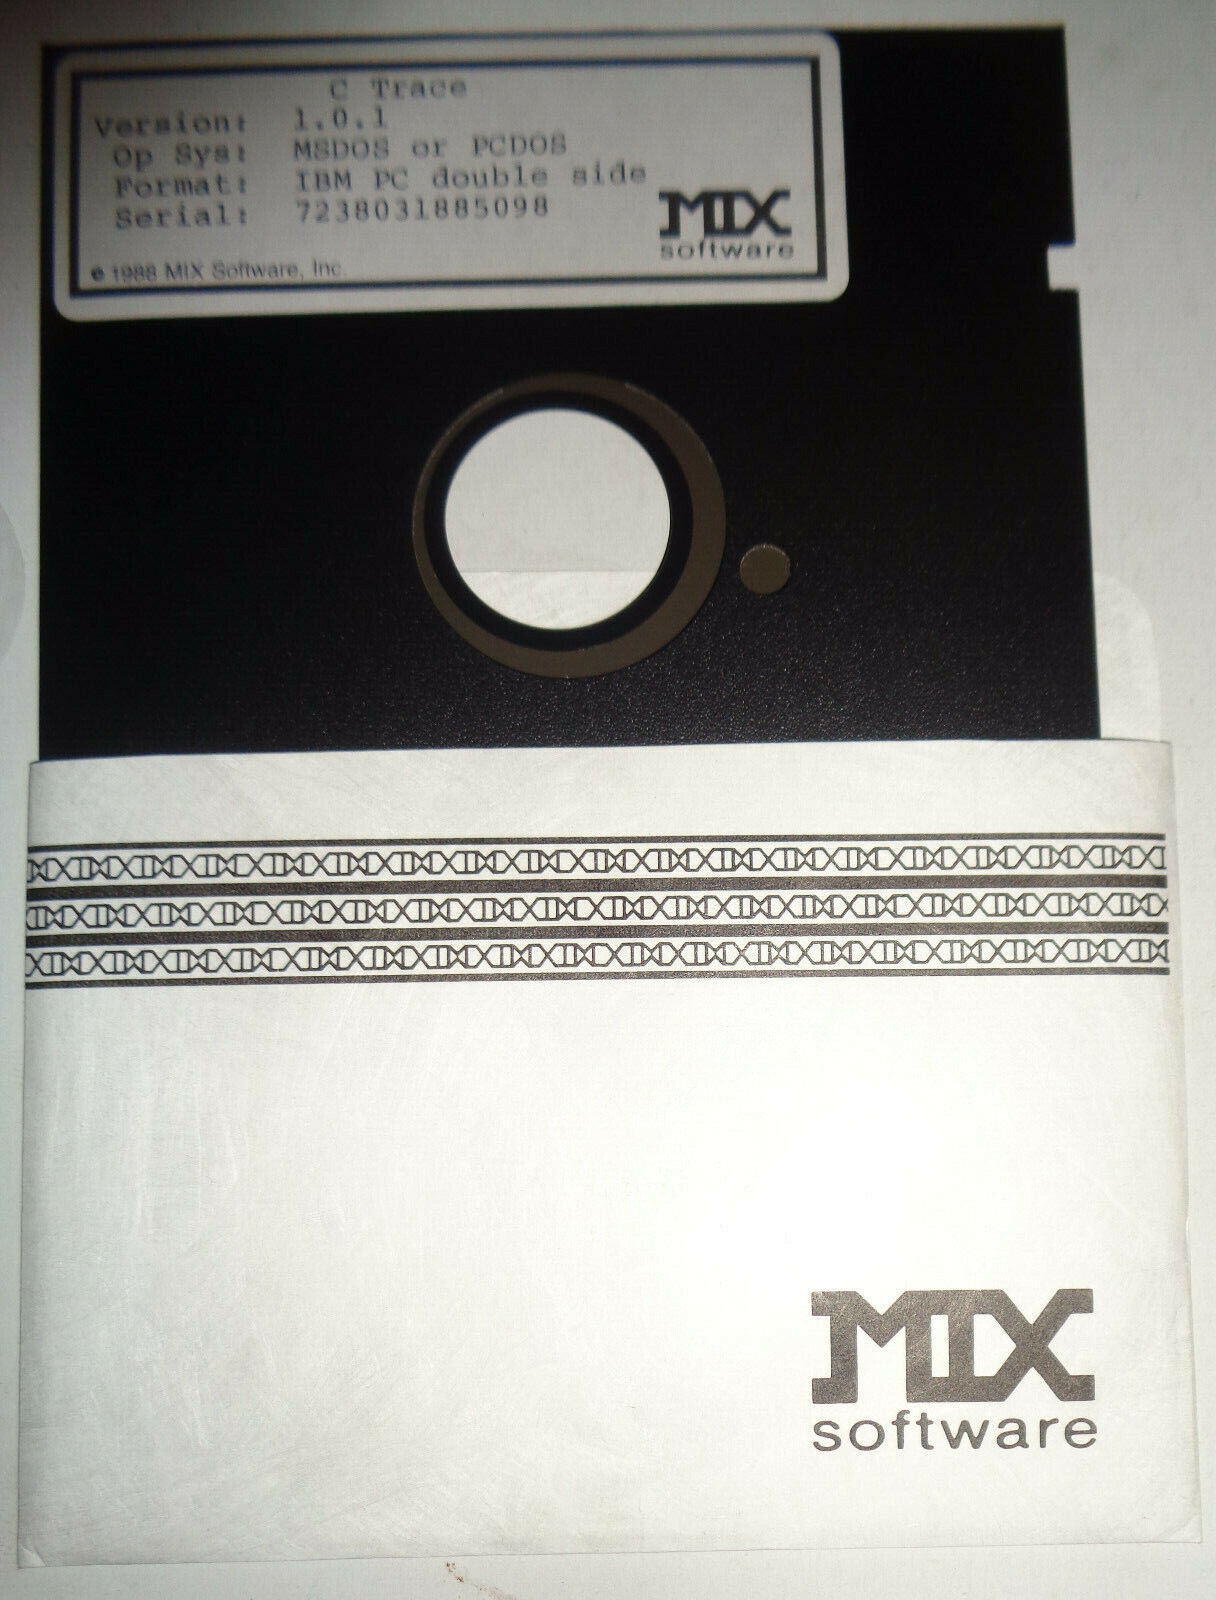 C Trace
Version: 1.0.1
Op Sys: MSDOS or PCDOS
Format: IBM PC double side
Serial: 7238031885098
MIX
software
© 1988 MIX Software, Inc.
MIX
software